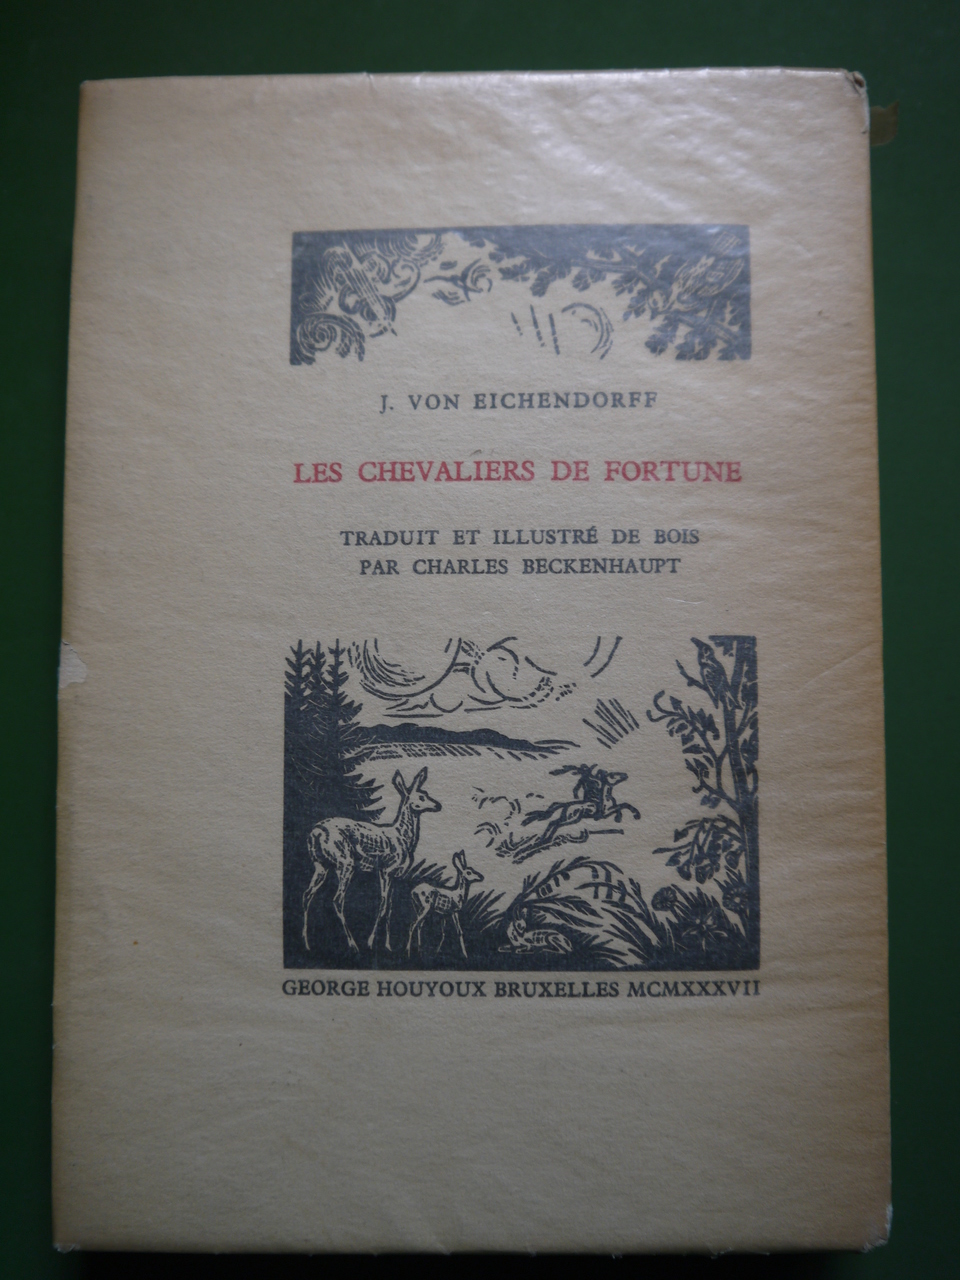 J. VON EICHENDORFF
LES CHEVALIERS DE FORTUNE
TRADUIT ET ILLUSTRÉ DE BOIS
PAR CHARLES BECKENHAUPT
GEORGE HOUYOUX BRUXELLES MCMXXXVII